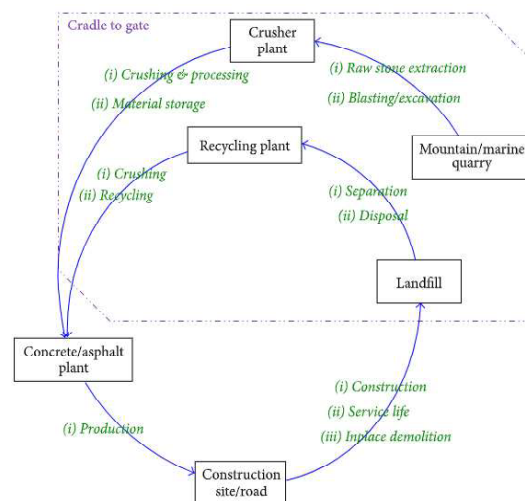 Cradle to gate
Crusher
plant
(i) Crushing & processing
(ii) Material storage
(i) Raw stone extraction
(ii) Blasting/excavation
Mountain/marinet
quarry
Recycling plant
(i) Crushing
(ii) Recycling
(i) Separation
(ii) Disposal
Landfill
Concrete/asphalt
plant
(i) Production
(i) Construction
(ii) Service life
(iii) Inplace demolition
Construction
site/road